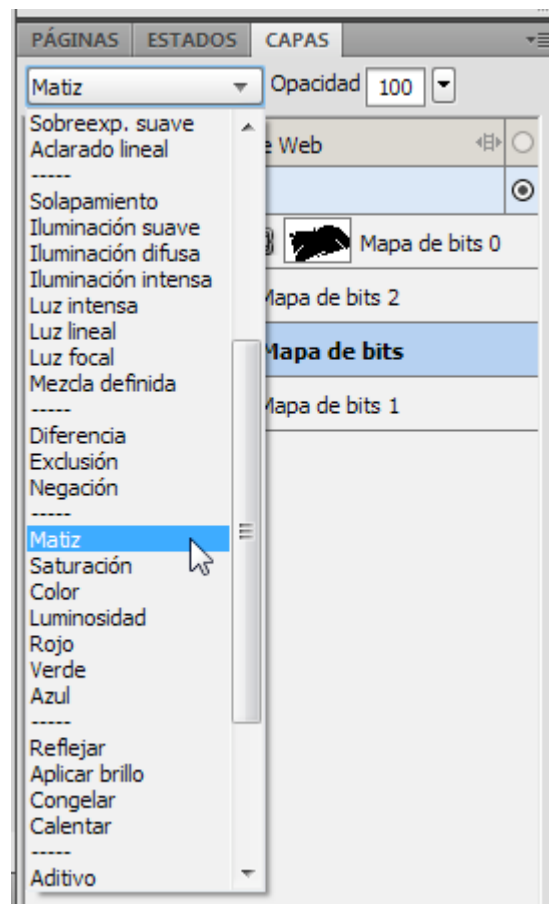 PÁGINAS ESTADOS CAPAS
Matiz Opacidad 100
Sobreexp. suave
Aclarado lineal
-----
Solapamiento
Iluminación suave
Iluminación difusa
Iluminación intensa
Luz intensa
Luz lineal
Luz focal
Mezcla definida
-----
Diferencia
Exclusión
Negación
-----
Matiz
Saturación
Color
Luminosidad
Rojo
Verde
Azul
-----
Reflejar
Aplicar brillo
Congelar
Calentar
-----
Aditivo
e Web
Mapa de bits 0
Mapa de bits 2
Mapa de bits
Mapa de bits 1